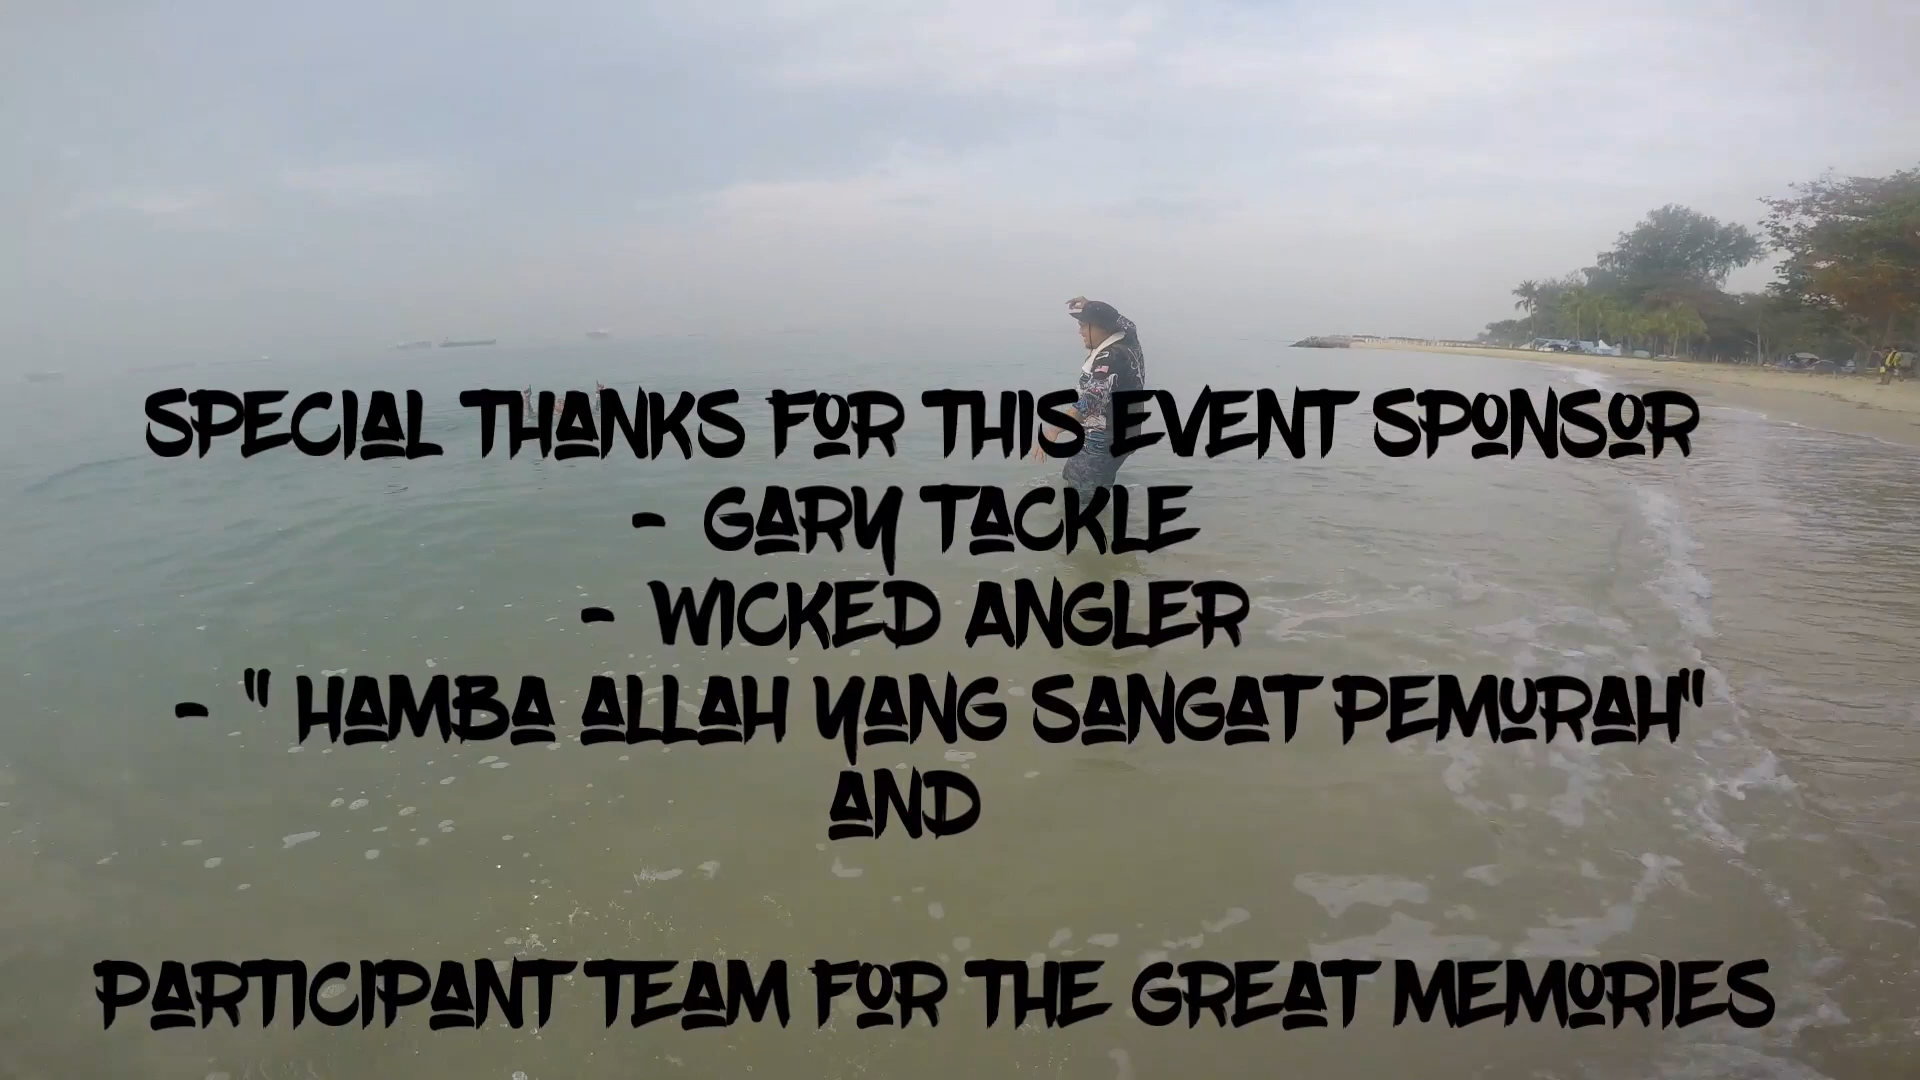 SPECIAL THANKS FOR THIS EVENT SPONSOR
- GARY TACKLE
- WICKED ANGLER
- " HAMBA ALLAH YANG SANGAT PEMURAH"
AND
PARTICIPANT TEAM FOR THE GREAT MEMORIES